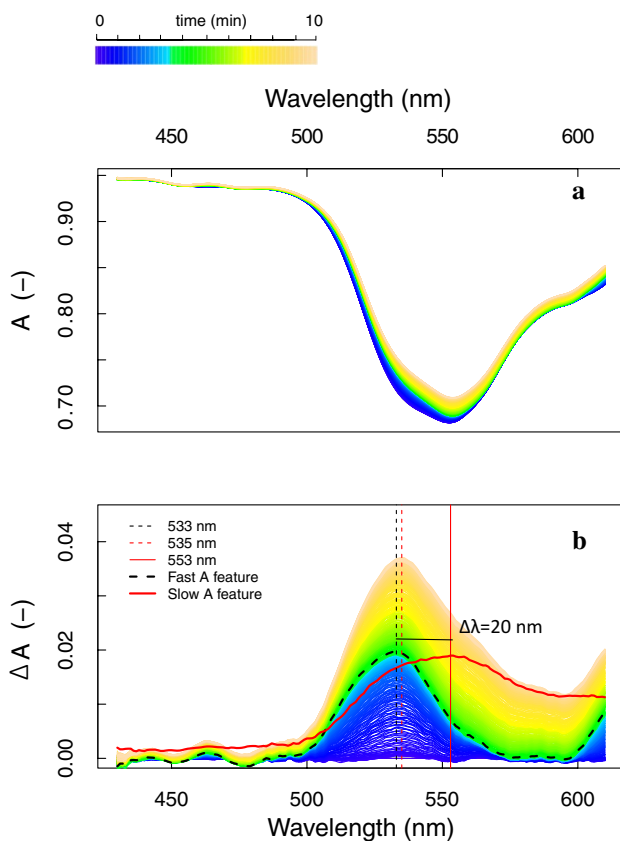 0 time (min) 10
Wavelength (nm)
450 500 550 600
a
A (−)
0.90
0.80
0.70
b
533 nm
535 nm
553 nm
Fast A feature
Slow A feature
Δλ=20 nm
Δ A (−)
0.04
0.02
0.00
450 500 550 600
Wavelength (nm)